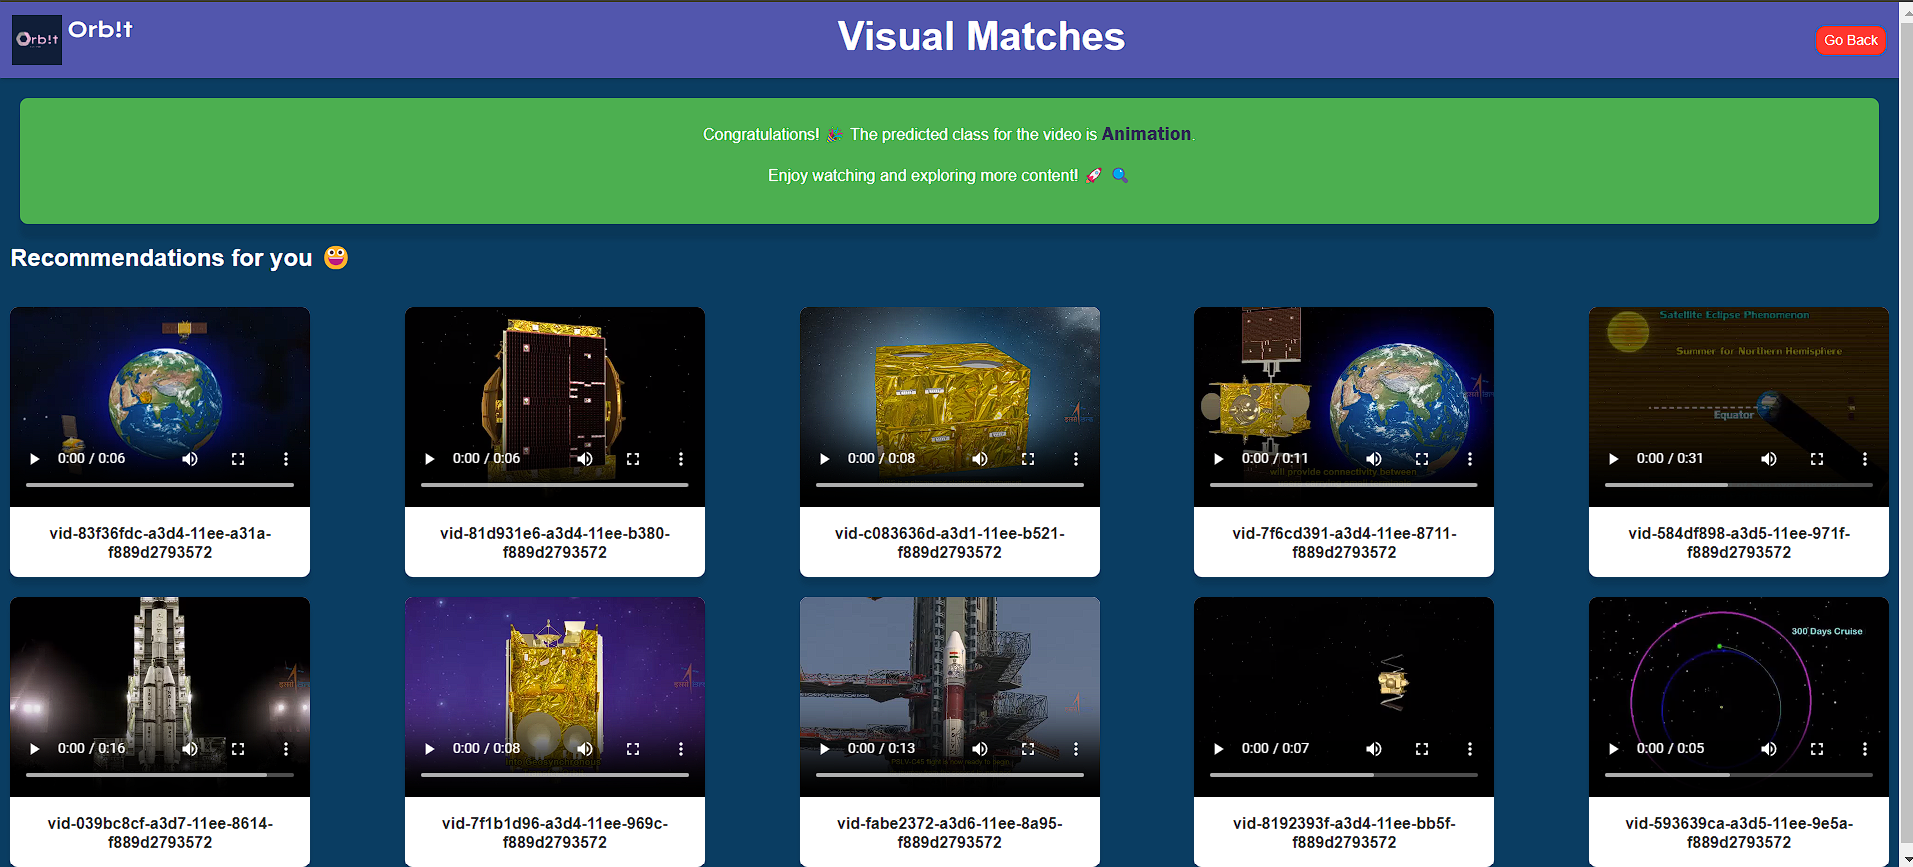 Orb!t
Orb!t
Visual Matches
Go Back
Congratulations! 🎉 The predicted class for the video is Animation.
Enjoy watching and exploring more content! 🚀 🔍
Recommendations for you 😀
0:00 / 0:06
vid-83f36fdc-a3d4-11ee-a31a-
f889d2793572
0:00 / 0:06
vid-81d931e6-a3d4-11ee-b380-
f889d2793572
0:00 / 0:08
vid-c083636d-a3d1-11ee-b521-
f889d2793572
will provide connectivity between
0:00 / 0:11
vid-7f6cd391-a3d4-11ee-8711-
f889d2793572
Satellite Eclipse Phenomenon
Summer for Northern Hemisphere
Equator
0:00 / 0:31
vid-584df898-a3d5-11ee-971f-
f889d2793572
0:00 / 0:16
vid-039bc8cf-a3d7-11ee-8614-
f889d2793572
0:00 / 0:08
into Geosynchronous
vid-7f1b1d96-a3d4-11ee-969c-
f889d2793572
0:00 / 0:13
PSLV-C45 flight is now ready to begin
vid-fabe2372-a3d6-11ee-8a95-
f889d2793572
0:00 / 0:07
vid-8192393f-a3d4-11ee-bb5f-
f889d2793572
300 Days Cruise
0:00 / 0:05
vid-593639ca-a3d5-11ee-9e5a-
f889d2793572